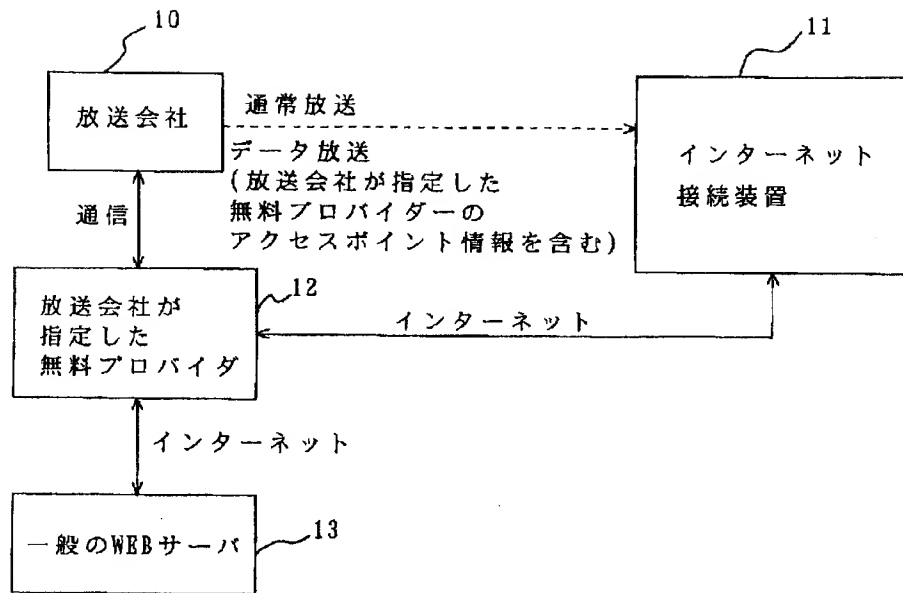 10
放送会社
11
インターネット
接続装置
通常放送
データ放送
(放送会社が指定した
無料プロバイダーの
アクセスポイント情報を含む)
通信
12
放送会社が
指定した
無料プロバイダ
インターネット
インターネット
一般のWEBサーバ
13